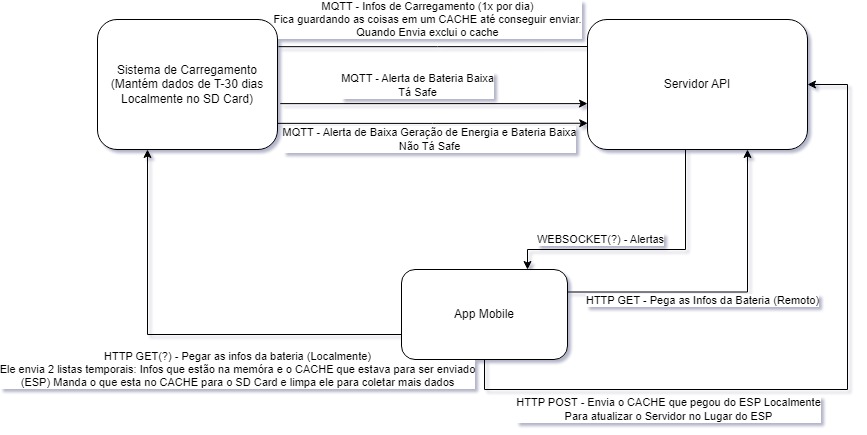 MQTT - Infos de Carregamento (1x por dia)
Fica guardando as coisas em um CACHE até conseguir enviar.
Quando Envia exclui o cache
Sistema de Carregamento
(Mantém dados de T-30 dias
Localmente no SD Card)
Servidor API
MQTT - Alerta de Bateria Baixa
Tá Safe
MQTT - Alerta de Baixa Geração de Energia e Bateria Baixa
Não Tá Safe
WEBSOCKET(?) - Alertas
App Mobile
HTTP GET - Pega as Infos da Bateria (Remoto)
HTTP GET(?) - Pegar as infos da bateria (Localmente)
Ele envia 2 listas temporais: Infos que estão na memóra e o CACHE que estava para ser enviado
(ESP) Manda o que esta no CACHE para o SD Card e limpa ele para coletar mais dados
HTTP POST - Envia o CACHE que pegou do ESP Localmente
Para atualizar o Servidor no Lugar do ESP